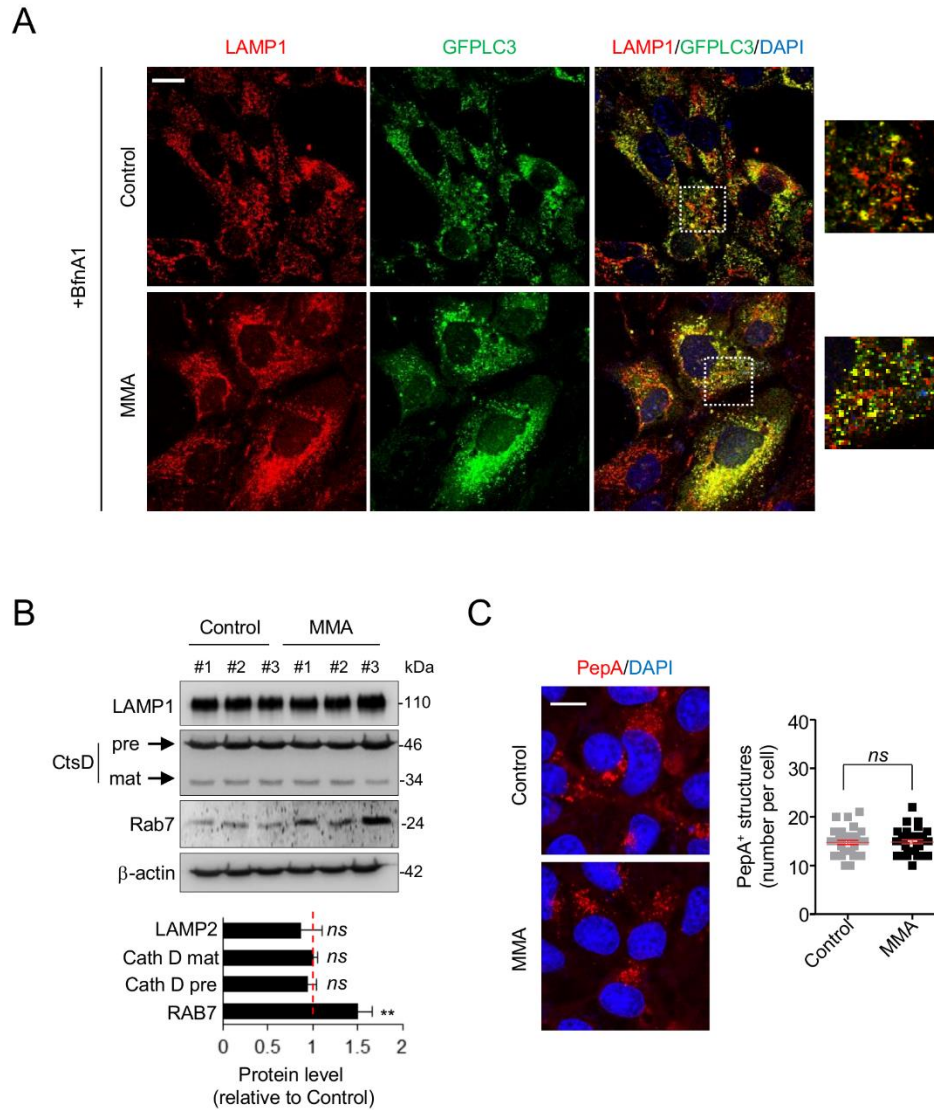 A
LAMP1 GFPLC3 LAMP1/GFPLC3/DAPI
+BfnA1
Control
MMA
B
Control MMA
#1 #2 #3 #1 #2 #3 kDa
LAMP1 -110
CtsD
pre -46
mat -34
Rab7 -24
β-actin -42
LAMP2 ns
Cath D mat ns
Cath D pre ns
RAB7 **
0 0.5 1 1.5 2
Protein level
(relative to Control)
C
PepA/DAPI
Control
MMA
PepA⁺ structures
(number per cell)
40
30
20
10
0
ns
Control
MMA